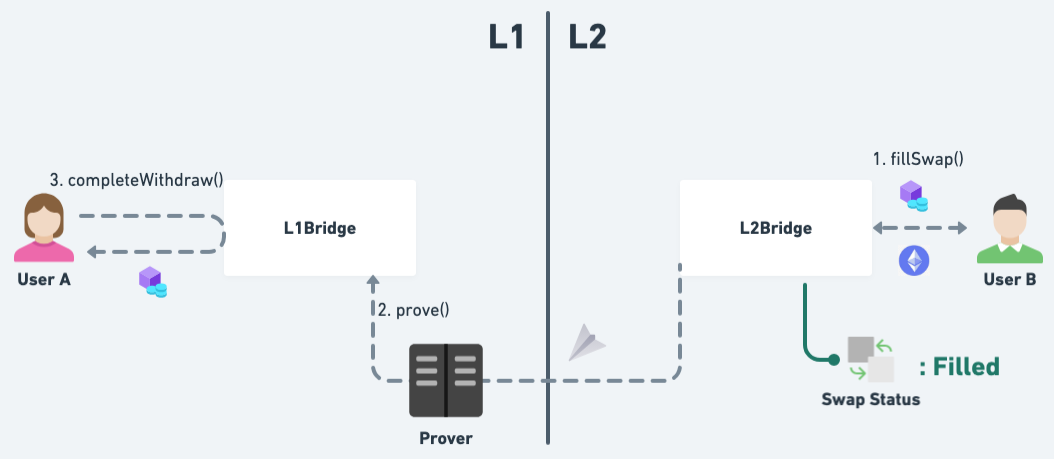 L1
L2
1. fillSwap()
3. completeWithdraw()
L1Bridge
L2Bridge
User A
User B
2. prove()
: Filled
Swap Status
Prover